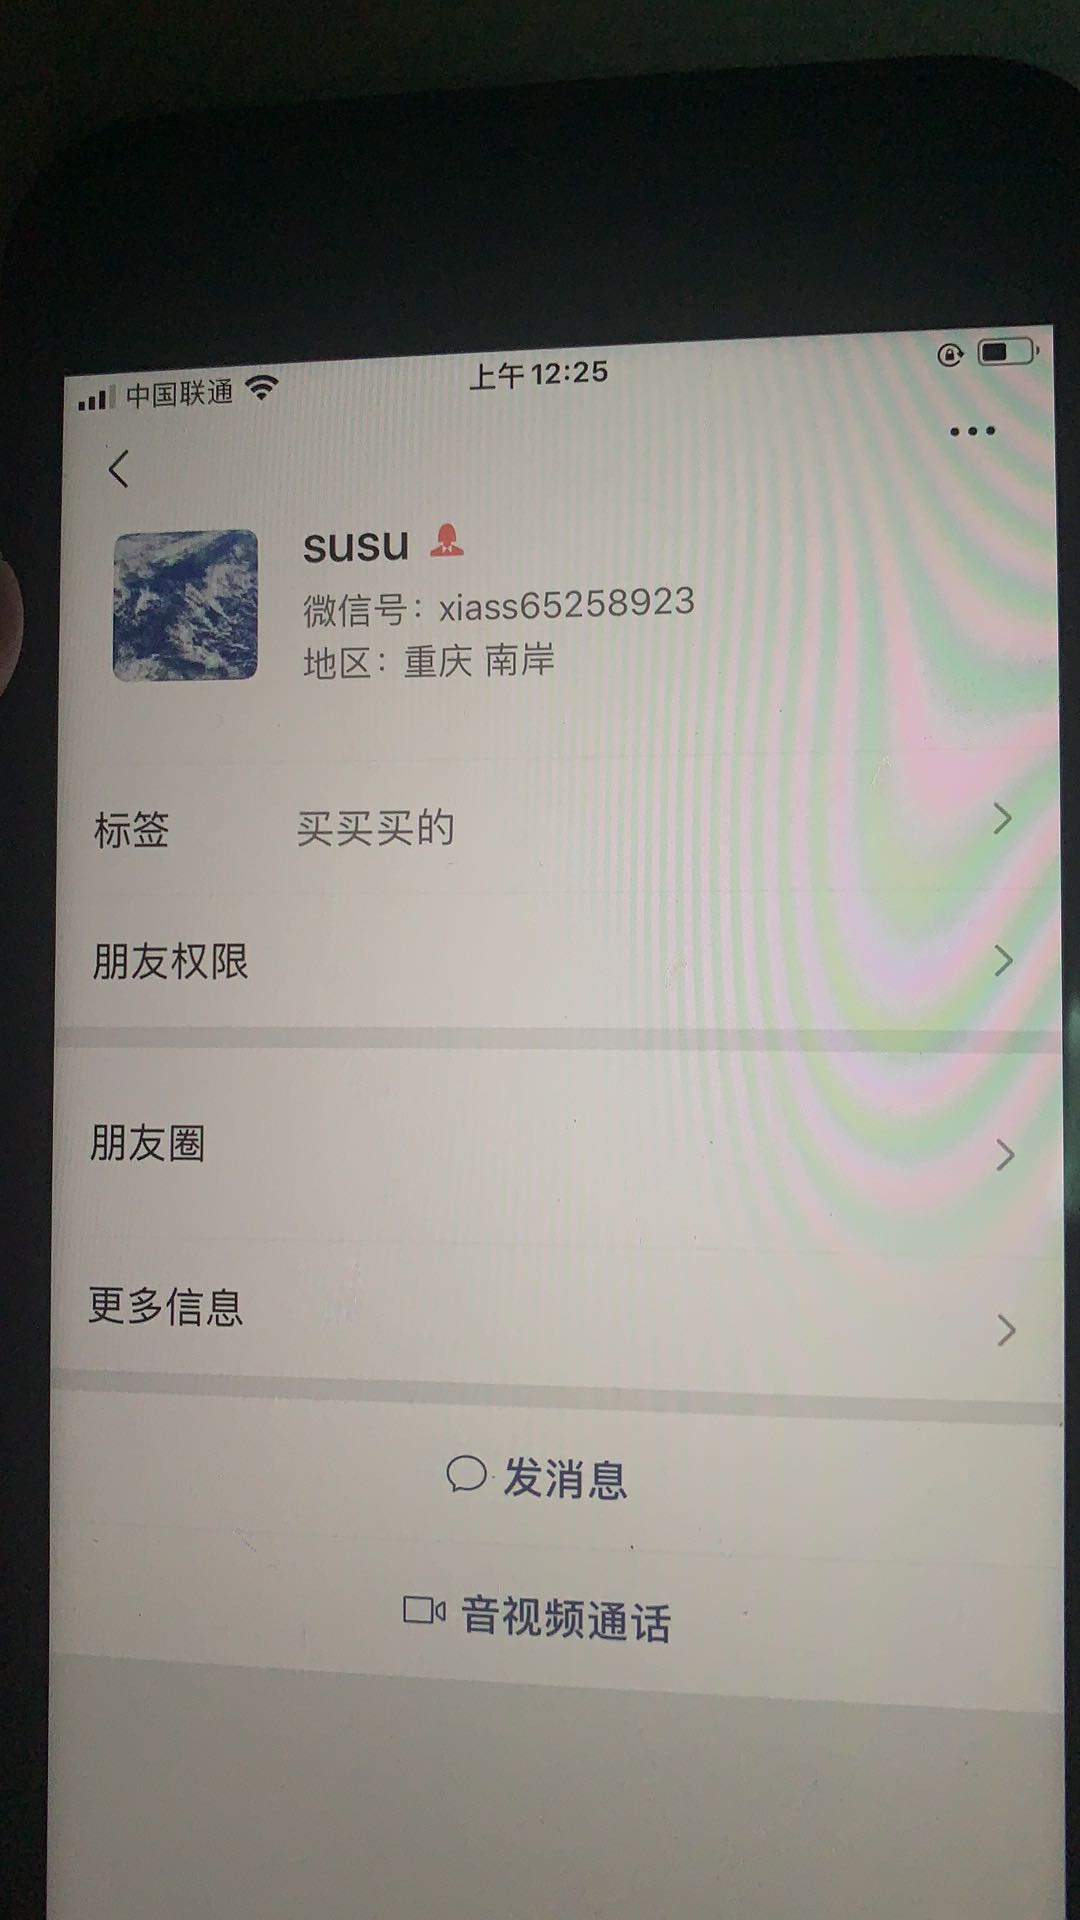 中国联通 上午12:25
susu
微信号：xiass65258923
地区：重庆 南岸
标签 买买买的
朋友权限
朋友圈
更多信息
发消息
音视频通话